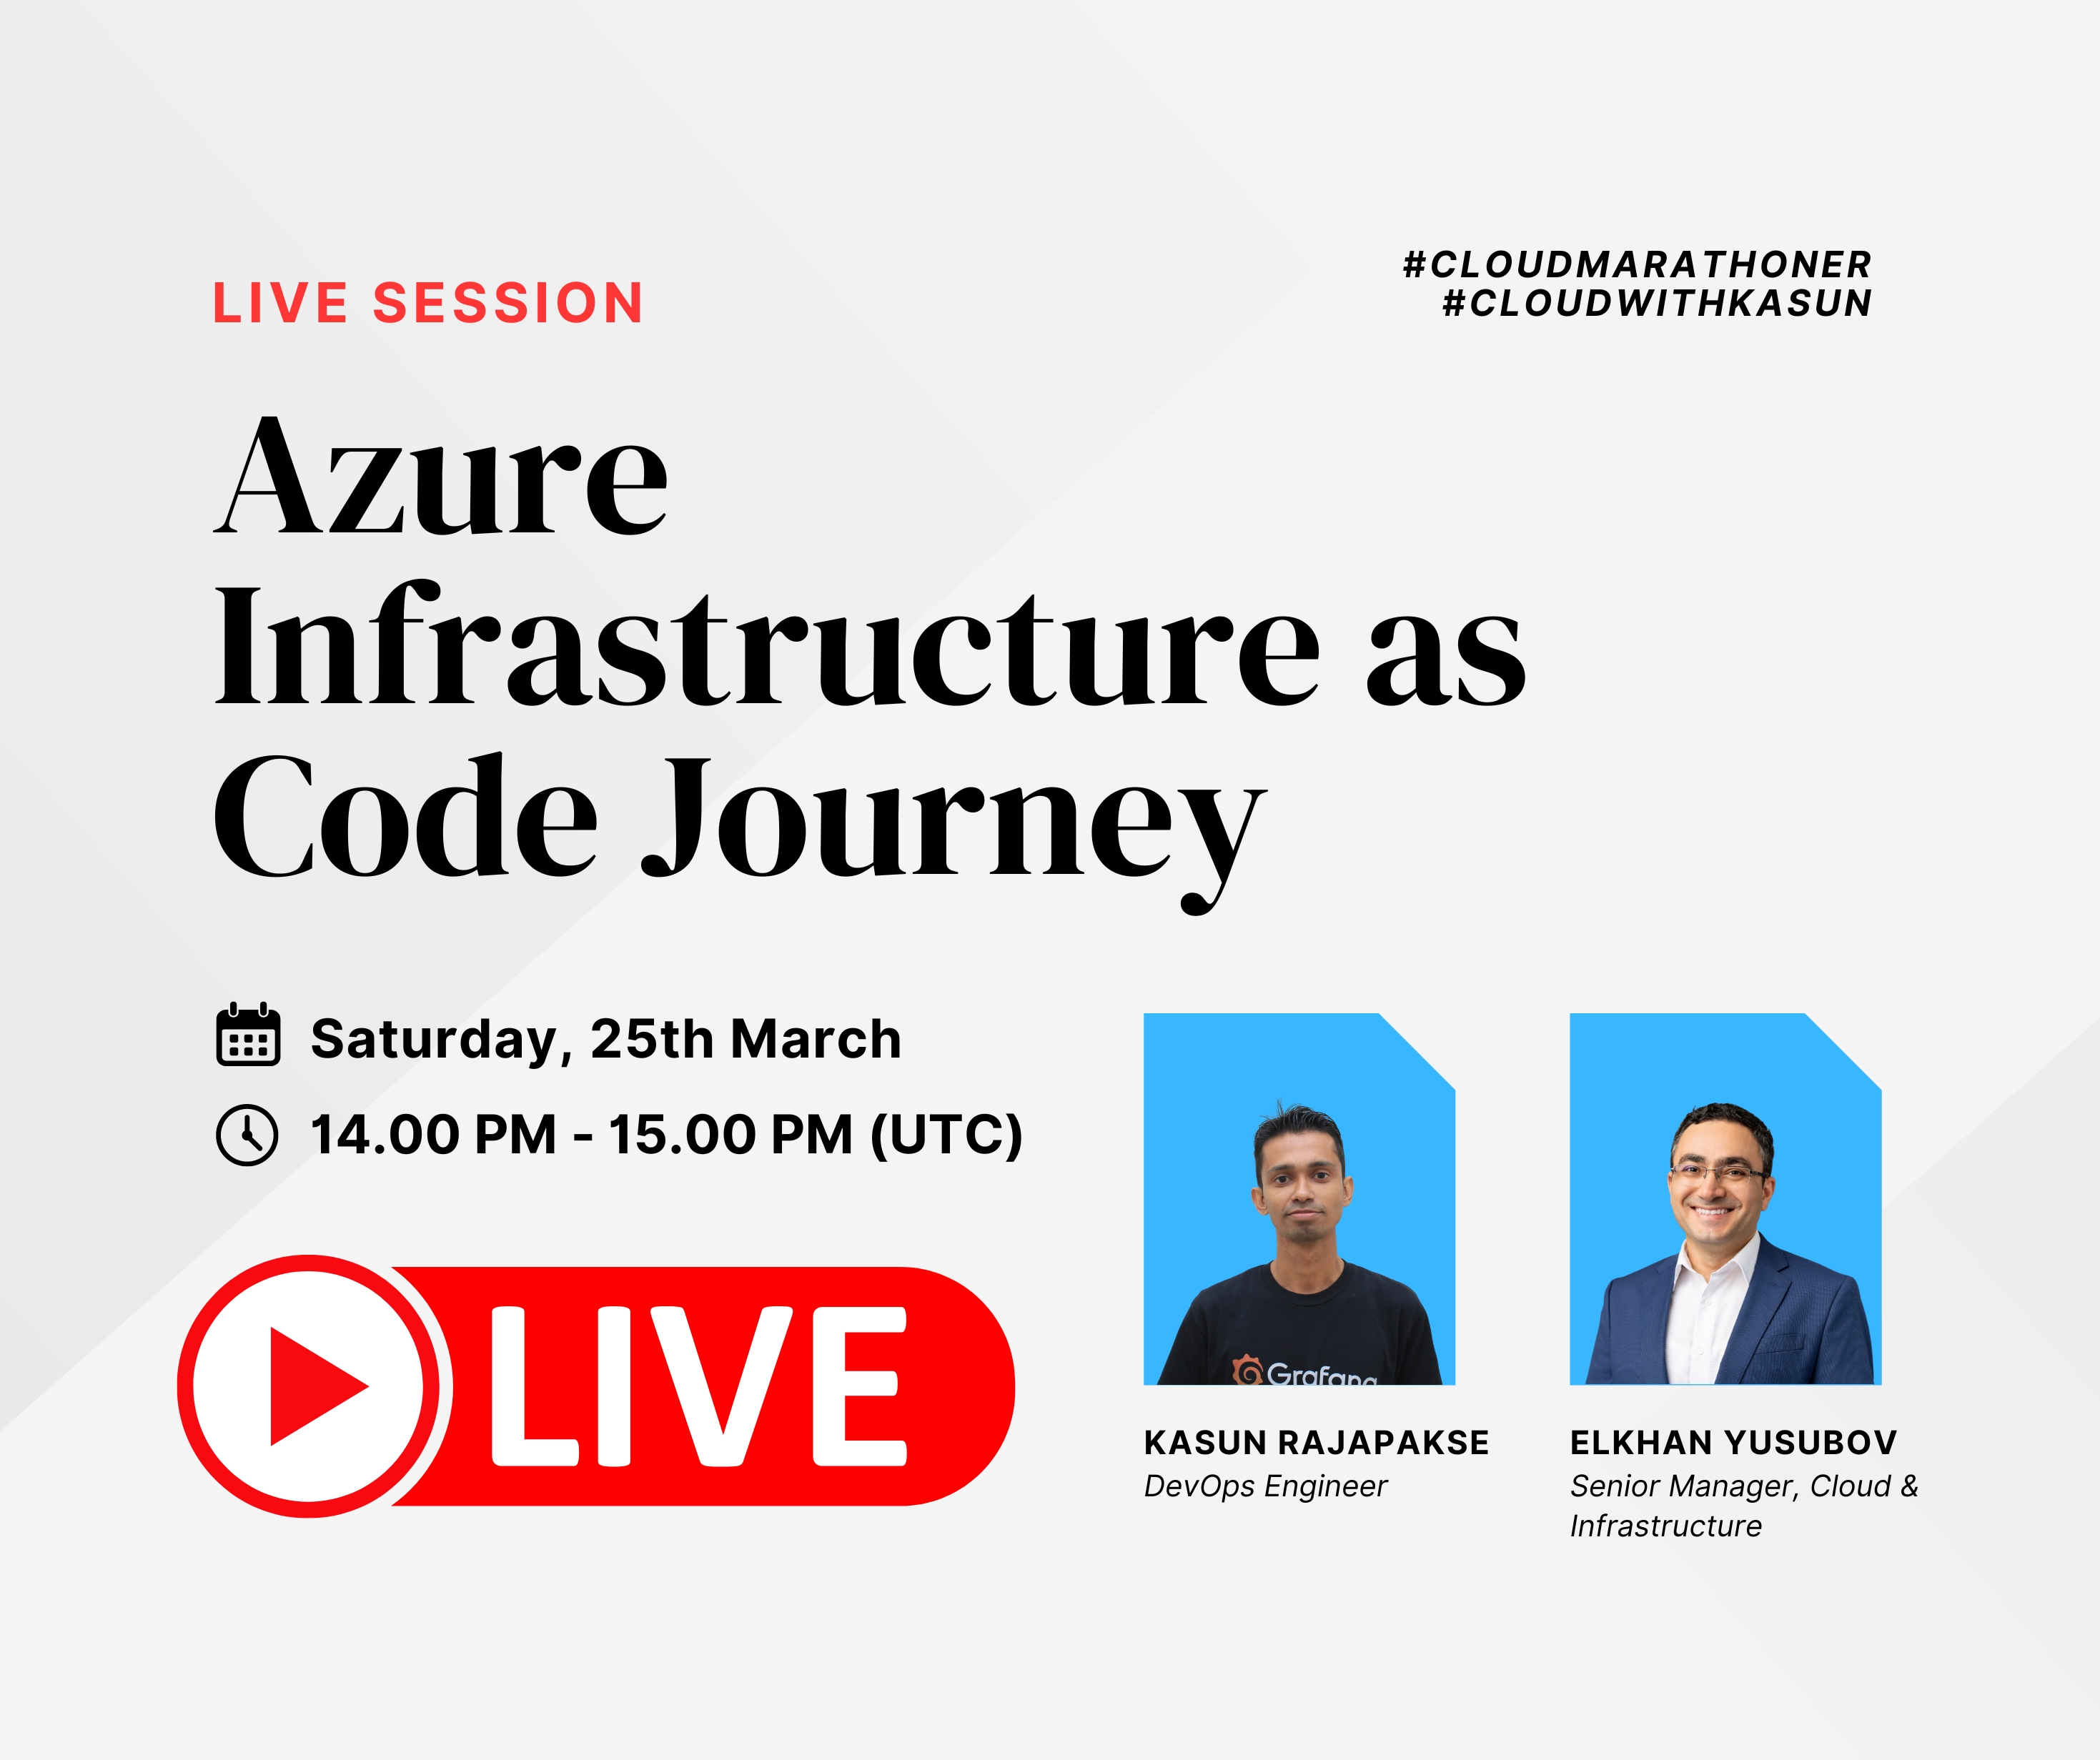 LIVE SESSION
#CLOUDMARATHONER
#CLOUDWITHKASUN
Azure
Infrastructure as
Code Journey
Saturday, 25th March
14.00 PM - 15.00 PM (UTC)
LIVE
Grafana
KASUN RAJAPAKSE
DevOps Engineer
ELKHAN YUSUBOV
Senior Manager, Cloud &
Infrastructure